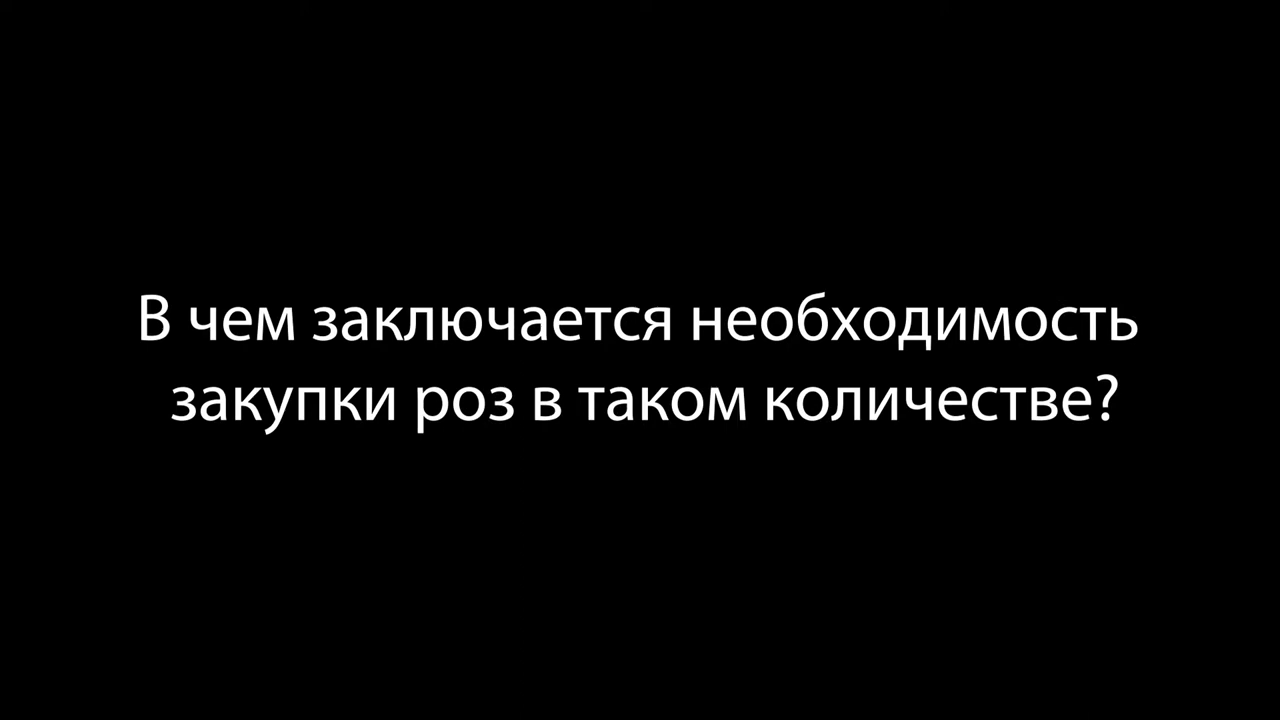 В чем заключается необходимость
закупки роз в таком количестве?